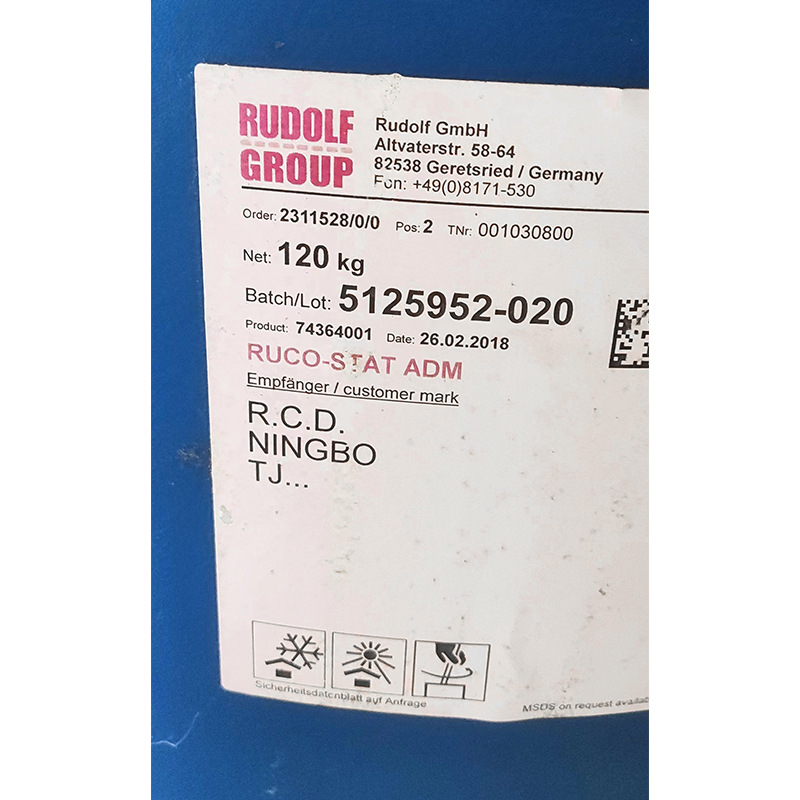 RUDOLF
GROUP
Rudolf GmbH
Altvaterstr. 58-64
82538 Geretsried / Germany
Fon: +49(0)8171-530
Order: 2311528/0/0 Pos: 2 TNr: 001030800
Net: 120 kg
Batch/Lot: 5125952-020
Product: 74364001 Date: 26.02.2018
RUCO-STAT ADM
Empfänger / customer mark
R.C.D.
NINGBO
TJ...
Sicherheitsdatenblatt auf Anfrage
MSDS on request